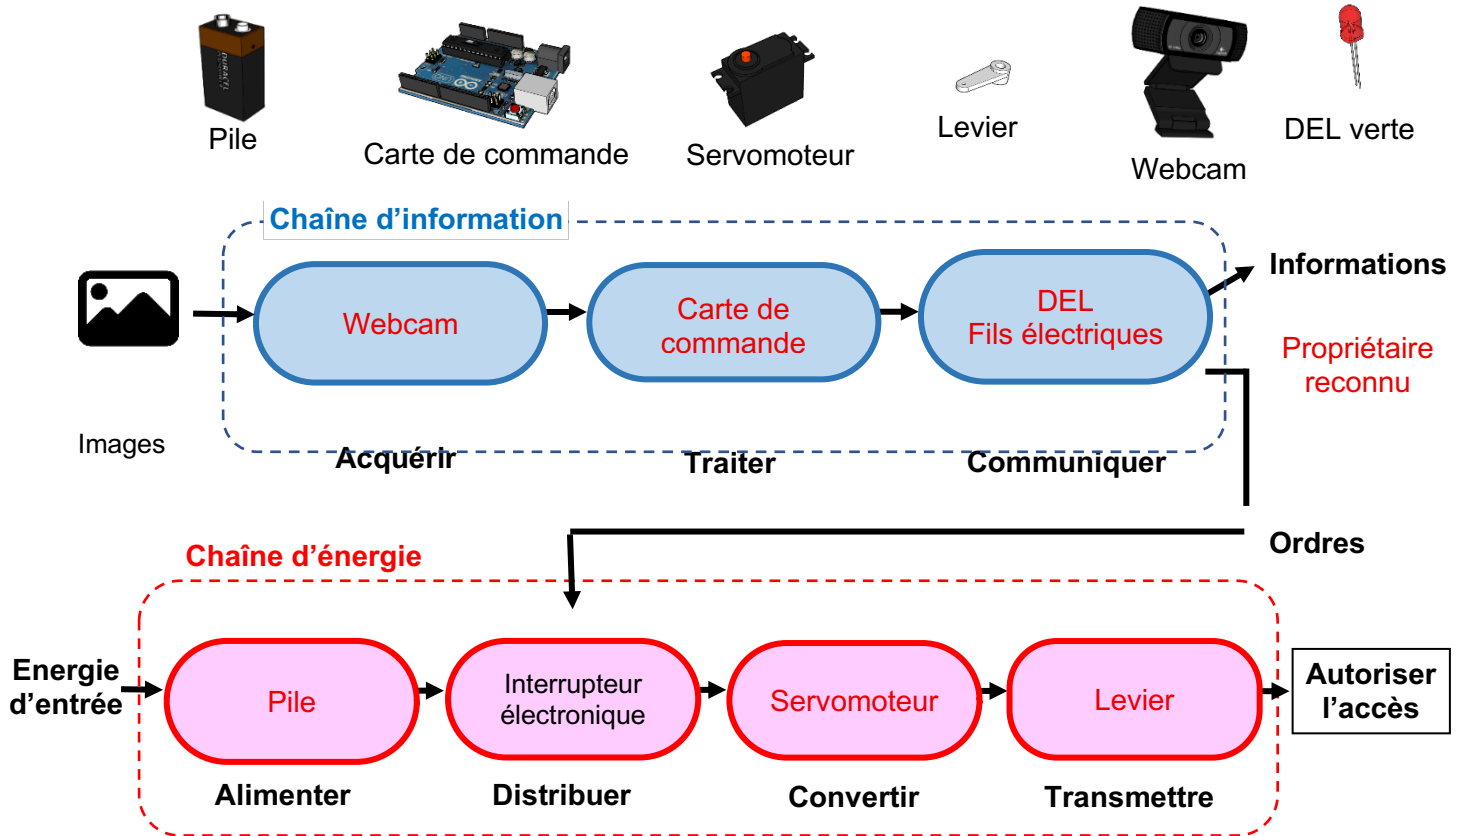 DURACEL
Pile
Carte de commande
Servomoteur
Levier
Webcam
DEL verte
Chaîne d’information
Images
Webcam
Carte de
commande
DEL
Fils électriques
Informations
Propriétaire
reconnu
Acquérir
Traiter
Communiquer
Ordres
Chaîne d’énergie
Energie
d’entrée
Pile
Interrupteur
électronique
Servomoteur
Levier
Autoriser
l’accès
Alimenter
Distribuer
Convertir
Transmettre